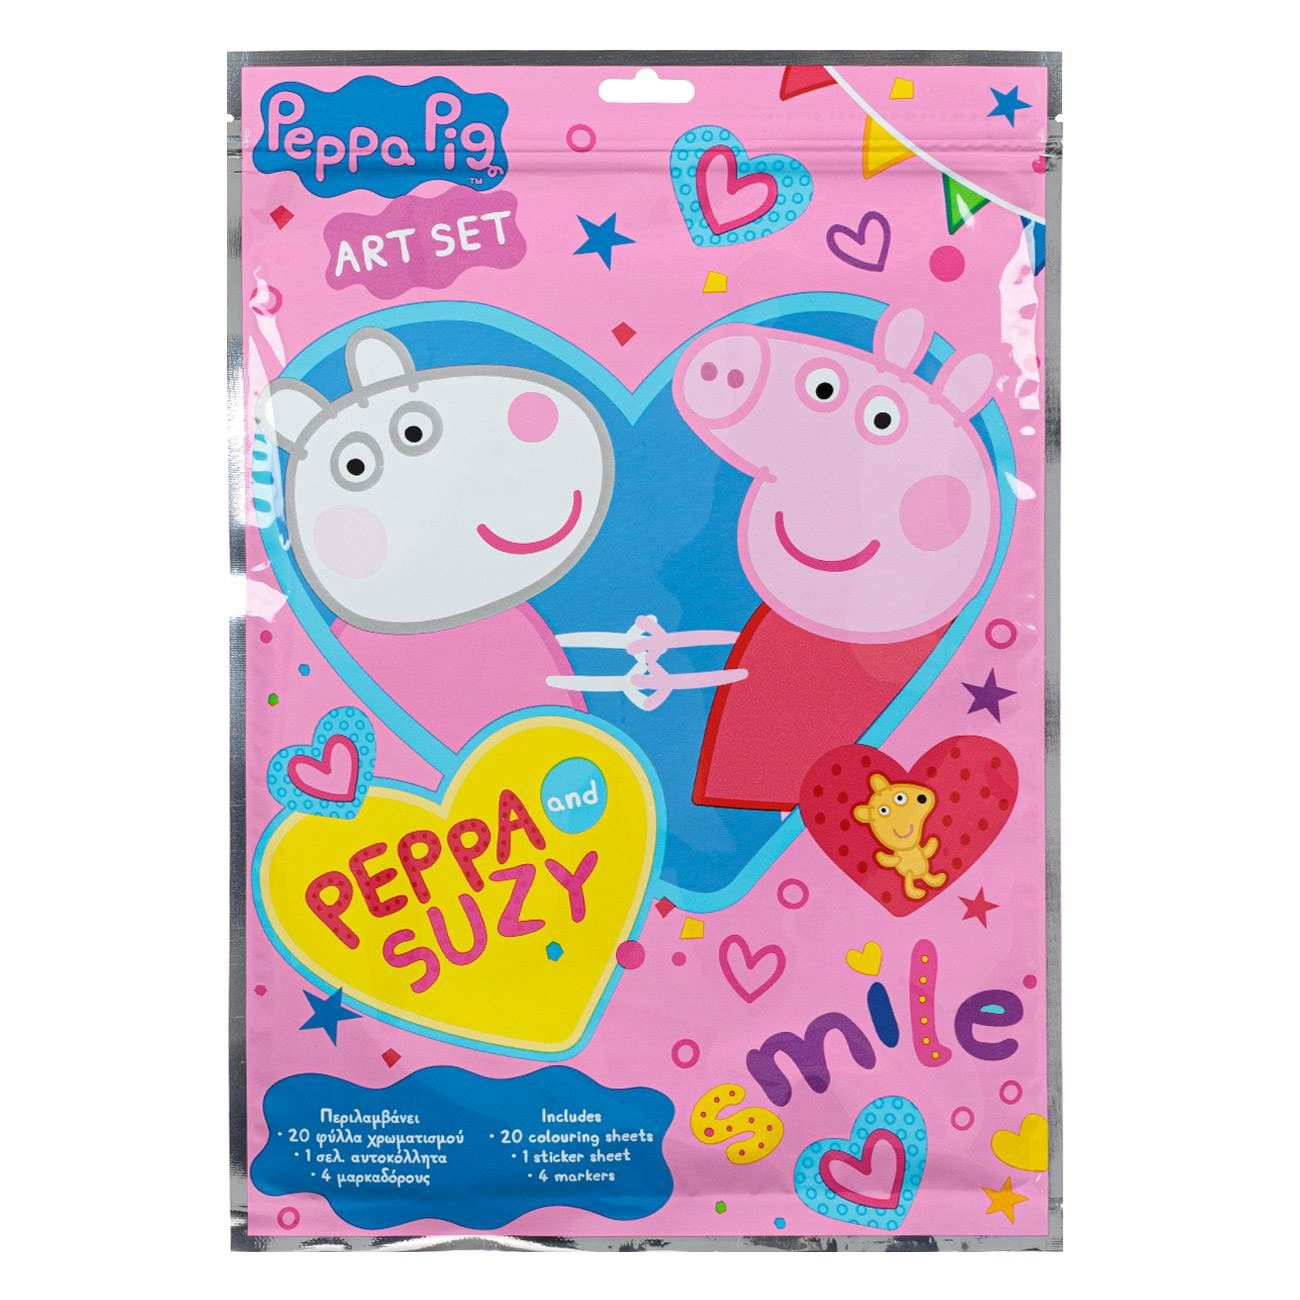 Peppa Pig
TM
ART SET
PEPPA and
SUZY
smile
Περιλαμβάνει
· 20 φύλλα χρωματισμού
· 1 σελ. αυτοκόλλητα
· 4 μαρκαδόρους
Includes
· 20 colouring sheets
· 1 sticker sheet
· 4 markers